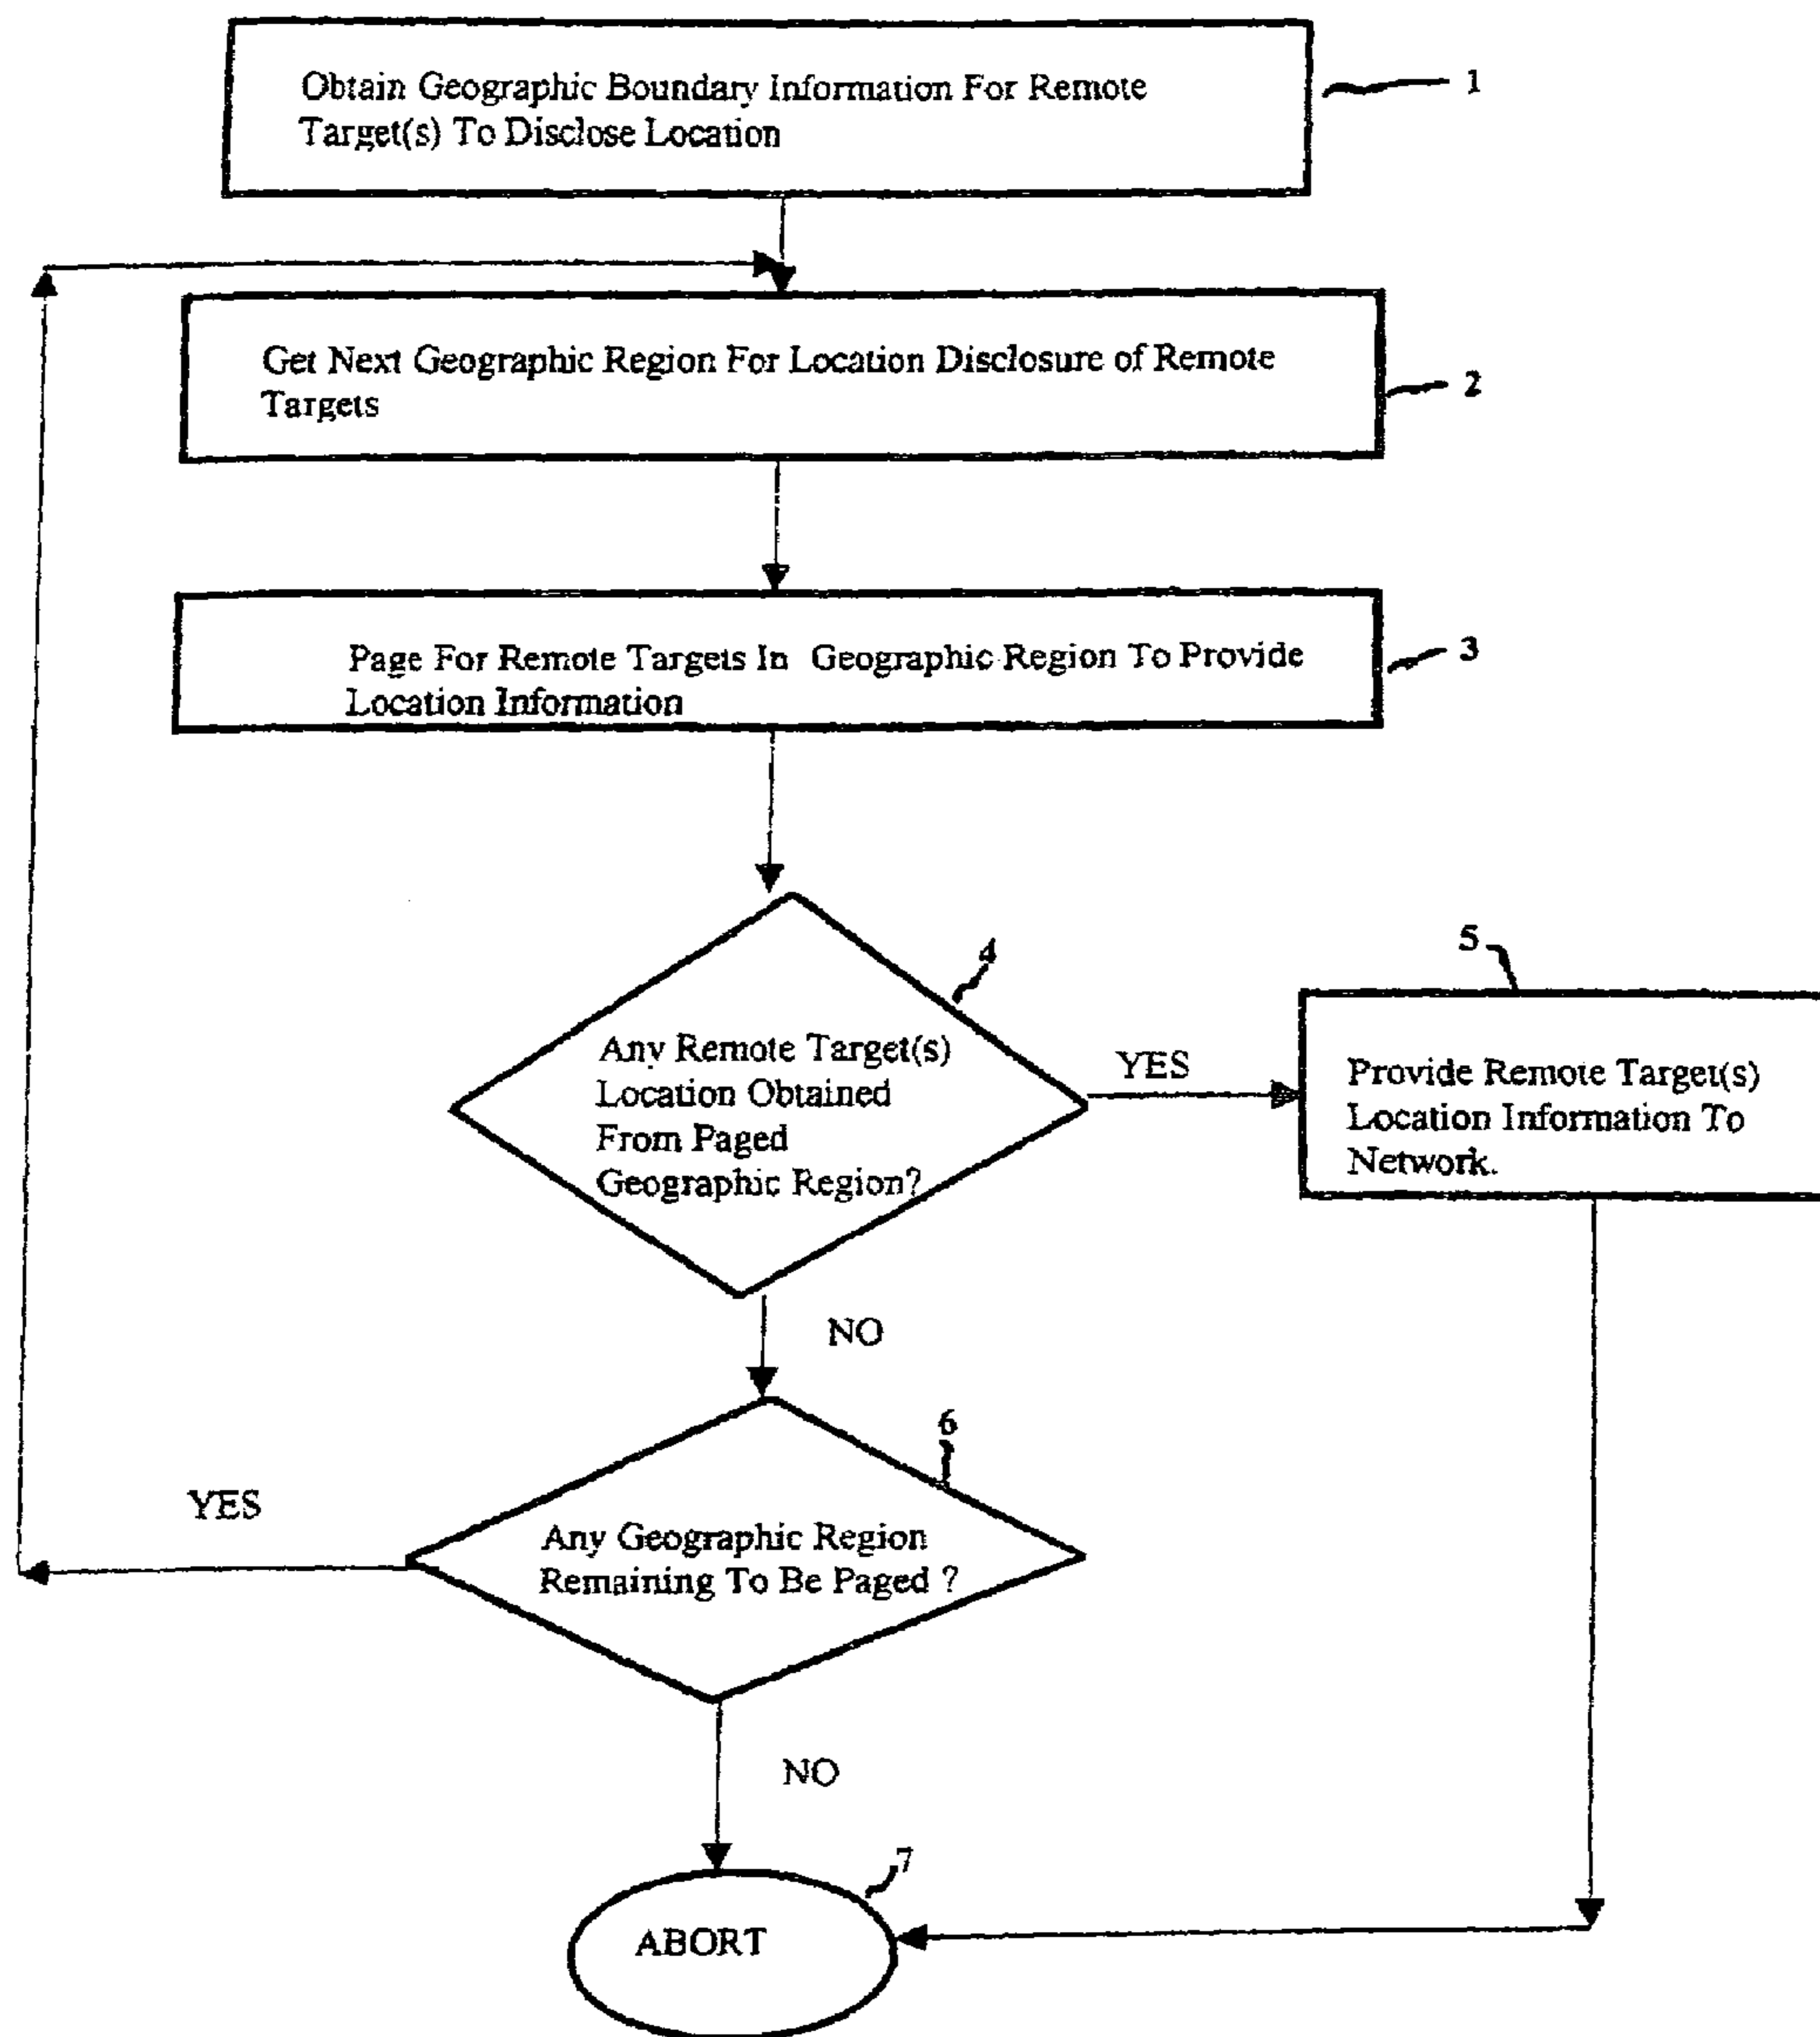 Obtain Geographic Boundary Information For Remote
Target(s) To Disclose Location
1
Get Next Geographic Region For Location Disclosure of Remote
Targets
2
Page For Remote Targets In Geographic Region To Provide
Location Information
3
4
Any Remote Target(s)
Location Obtained
From Paged
Geographic Region?
YES
5
Provide Remote Target(s)
Location Information To
Network.
NO
6
Any Geographic Region
Remaining To Be Paged ?
YES
NO
7
ABORT